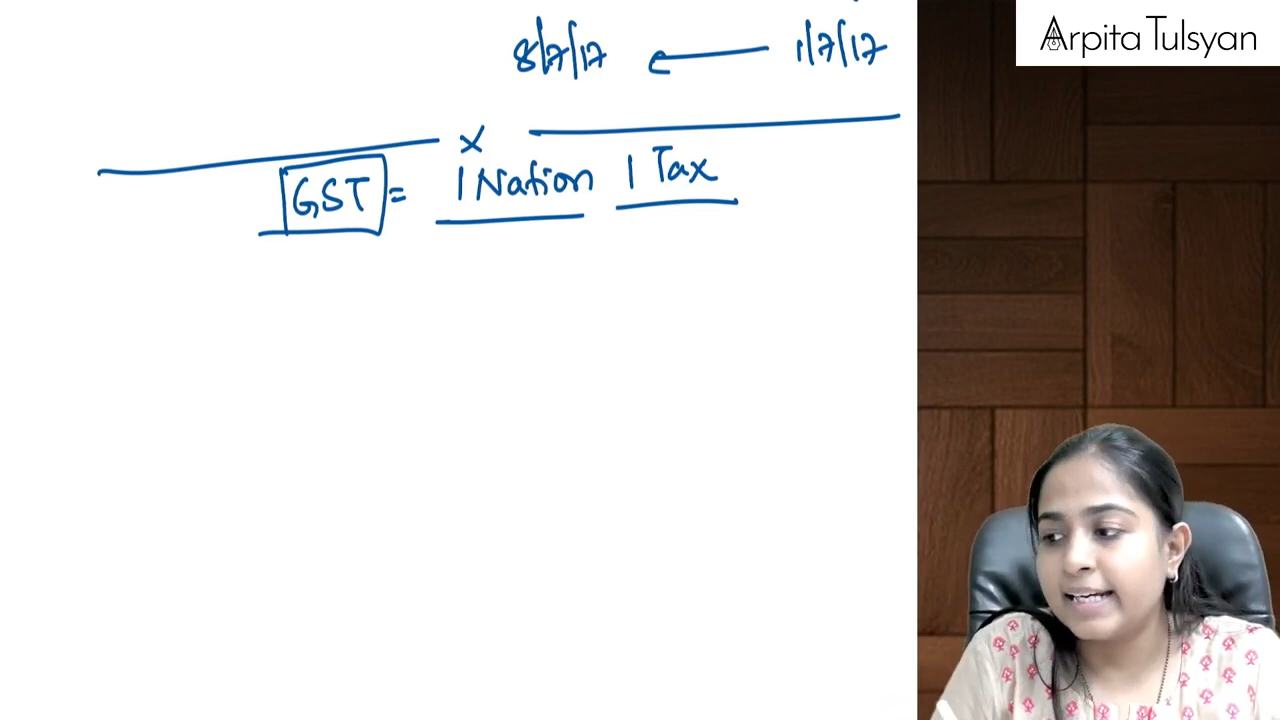 Arpita Tulsyan
8/7/17 ← 1/7/17
x
GST = 1 Nation 1 Tax